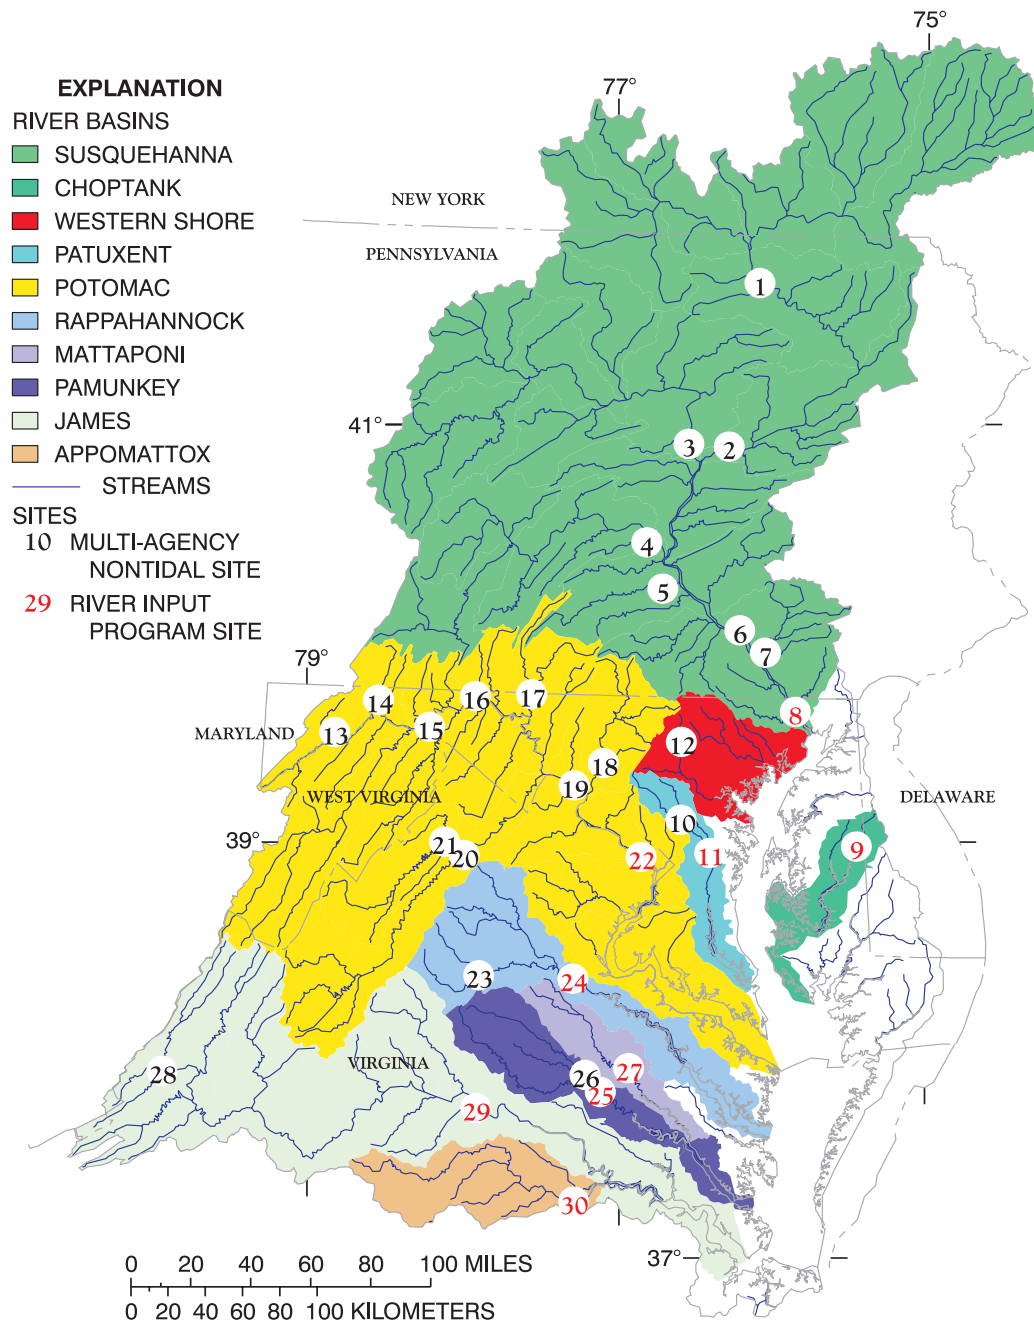 75°
77°
EXPLANATION
RIVER BASINS
SUSQUEHANNA
CHOPTANK
WESTERN SHORE
PATUXENT
POTOMAC
RAPPAHANNOCK
MATTAPONI
PAMUNKEY
JAMES
APPOMATTOX
STREAMS
SITES
10 MULTI-AGENCY
NONTIDAL SITE
29 RIVER INPUT
PROGRAM SITE
NEW YORK
PENNSYLVANIA
1
41°
3
2
4
5
6
7
79°
8
17
16
14
13
15
MARYLAND
12
18
19
WEST VIRGINIA
DELAWARE
10
39°
21
20
22
11
9
23
24
VIRGINIA
28
26
27
25
29
30
37°
0 20 40 60 80 100 MILES
0 20 40 60 80 100 KILOMETERS